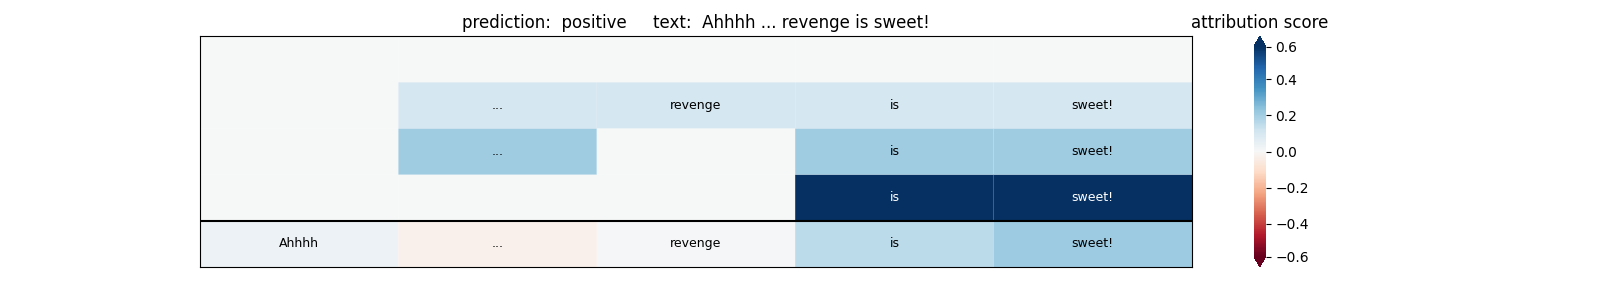 prediction:  positive     text:  Ahhhh ... revenge is sweet!
attribution score
... revenge is sweet!
... is sweet!
is sweet!
Ahhhh ... revenge is sweet!
0.6
0.4
0.2
0.0
−0.2
−0.4
−0.6